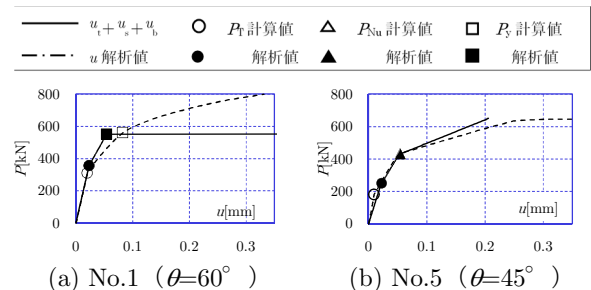 uₜ+uₛ+u_b P_T 計算値 P_Nu 計算値 P_y 計算値
u 解析値 解析値 解析値 解析値
800 800
600 600
400 400
P[kN] P[kN]
200 200
u[mm] u[mm]
0 0
0 0.1 0.2 0.3 0 0.1 0.2 0.3
(a) No.1 (θ=60°) (b) No.5 (θ=45°)